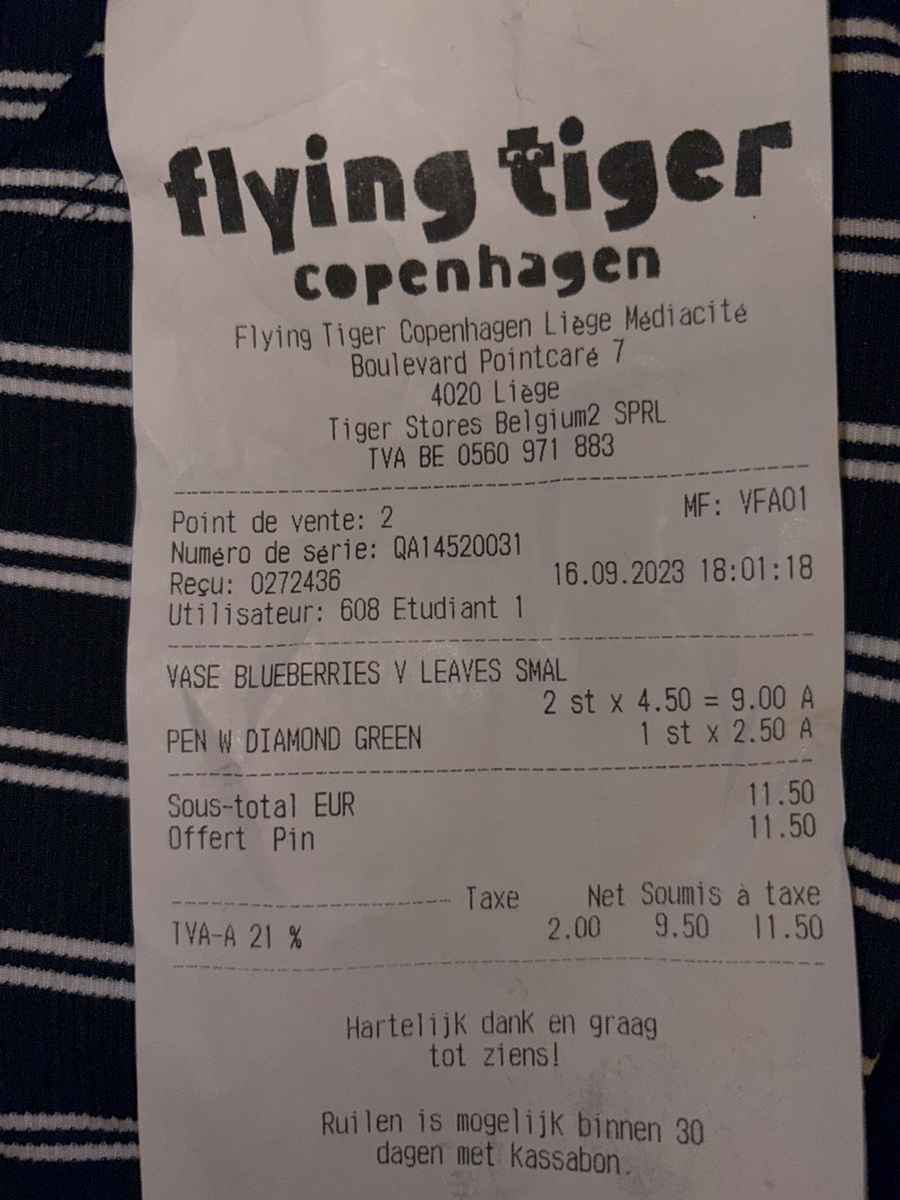 flying tiger
copenhagen
Flying Tiger Copenhagen Liège Médiacité
Boulevard Pointcaré 7
4020 Liège
Tiger Stores Belgium2 SPRL
TVA BE 0560 971 883
MF: VFA01
Point de vente: 2
Numéro de série: QA14520031
Reçu: 0272436 16.09.2023 18:01:18
Utilisateur: 608 Etudiant 1
VASE BLUEBERRIES V LEAVES SMAL
2 st x 4.50 = 9.00 A
PEN W DIAMOND GREEN 1 st x 2.50 A
Sous-total EUR 11.50
Offert Pin 11.50
Taxe Net Soumis à taxe
TVA-A 21 % 2.00 9.50 11.50
Hartelijk dank en graag
tot ziens!
Ruilen is mogelijk binnen 30
dagen met kassabon.